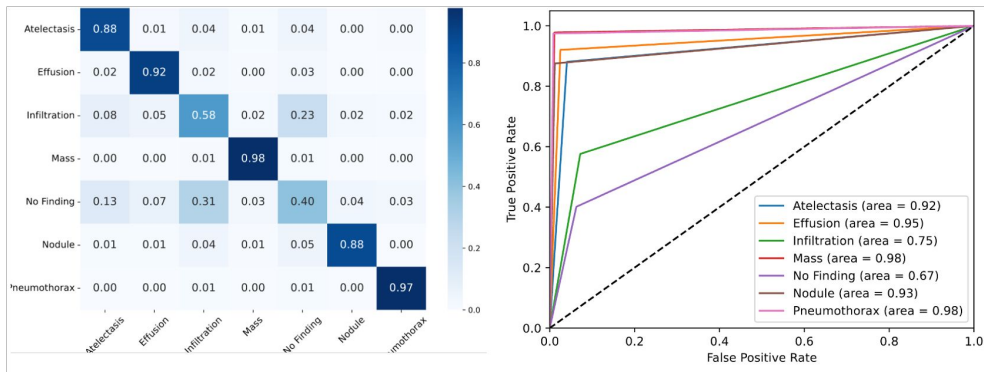 Atelectasis 0.88 0.01 0.04 0.01 0.04 0.00 0.00
Effusion 0.02 0.92 0.02 0.00 0.03 0.00 0.00
Infiltration 0.08 0.05 0.58 0.02 0.23 0.02 0.02
Mass 0.00 0.00 0.01 0.98 0.01 0.00 0.00
No Finding 0.13 0.07 0.31 0.03 0.40 0.04 0.03
Nodule 0.01 0.01 0.04 0.01 0.05 0.88 0.00
neumothorax 0.00 0.00 0.01 0.00 0.01 0.00 0.97
Atelectasis Effusion Infiltration Mass No Finding Nodule umothorax
0.8
0.6
0.4
0.2
0.0
True Positive Rate
1.0
0.8
0.6
0.4
0.2
0.0
0.0 0.2 0.4 0.6 0.8 1.0
False Positive Rate
Atelectasis (area = 0.92)
Effusion (area = 0.95)
Infiltration (area = 0.75)
Mass (area = 0.98)
No Finding (area = 0.67)
Nodule (area = 0.93)
Pneumothorax (area = 0.98)